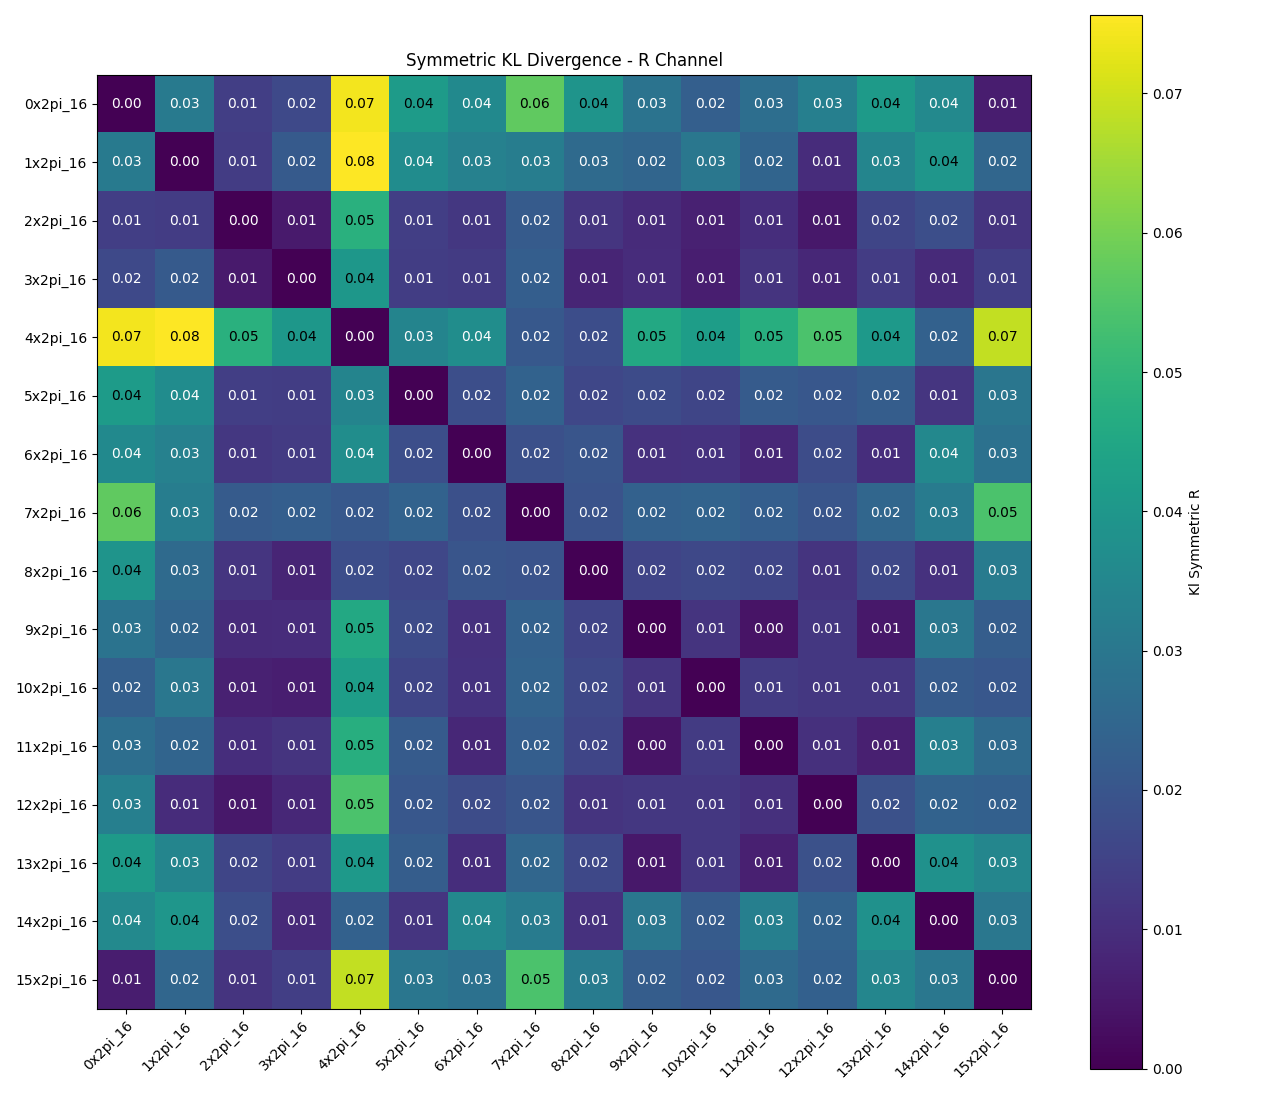 Symmetric KL Divergence - R Channel
0x2pi_16 0.00 0.03 0.01 0.02 0.07 0.04 0.04 0.06 0.04 0.03 0.02 0.03 0.03 0.04 0.04 0.01
1x2pi_16 0.03 0.00 0.01 0.02 0.08 0.04 0.03 0.03 0.03 0.02 0.03 0.02 0.01 0.03 0.04 0.02
2x2pi_16 0.01 0.01 0.00 0.01 0.05 0.01 0.01 0.02 0.01 0.01 0.01 0.01 0.01 0.02 0.02 0.01
3x2pi_16 0.02 0.02 0.01 0.00 0.04 0.01 0.01 0.02 0.01 0.01 0.01 0.01 0.01 0.01 0.01 0.01
4x2pi_16 0.07 0.08 0.05 0.04 0.00 0.03 0.04 0.02 0.02 0.05 0.04 0.05 0.05 0.04 0.02 0.07
5x2pi_16 0.04 0.04 0.01 0.01 0.03 0.00 0.02 0.02 0.02 0.02 0.02 0.02 0.02 0.02 0.01 0.03
6x2pi_16 0.04 0.03 0.01 0.01 0.04 0.02 0.00 0.02 0.02 0.01 0.01 0.01 0.02 0.01 0.04 0.03
7x2pi_16 0.06 0.03 0.02 0.02 0.02 0.02 0.02 0.00 0.02 0.02 0.02 0.02 0.02 0.02 0.03 0.05
8x2pi_16 0.04 0.03 0.01 0.01 0.02 0.02 0.02 0.02 0.00 0.02 0.02 0.02 0.01 0.02 0.01 0.03
9x2pi_16 0.03 0.02 0.01 0.01 0.05 0.02 0.01 0.02 0.02 0.00 0.01 0.00 0.01 0.01 0.03 0.02
10x2pi_16 0.02 0.03 0.01 0.01 0.04 0.02 0.01 0.02 0.02 0.01 0.00 0.01 0.01 0.01 0.02 0.02
11x2pi_16 0.03 0.02 0.01 0.01 0.05 0.02 0.01 0.02 0.02 0.00 0.01 0.00 0.01 0.01 0.03 0.03
12x2pi_16 0.03 0.01 0.01 0.01 0.05 0.02 0.02 0.02 0.01 0.01 0.01 0.01 0.00 0.02 0.02 0.02
13x2pi_16 0.04 0.03 0.02 0.01 0.04 0.02 0.01 0.02 0.02 0.01 0.01 0.01 0.02 0.00 0.04 0.03
14x2pi_16 0.04 0.04 0.02 0.01 0.02 0.01 0.04 0.03 0.01 0.03 0.02 0.03 0.02 0.04 0.00 0.03
15x2pi_16 0.01 0.02 0.01 0.01 0.07 0.03 0.03 0.05 0.03 0.02 0.02 0.03 0.02 0.03 0.03 0.00
0x2pi_16 1x2pi_16 2x2pi_16 3x2pi_16 4x2pi_16 5x2pi_16 6x2pi_16 7x2pi_16 8x2pi_16 9x2pi_16 10x2pi_16 11x2pi_16 12x2pi_16 13x2pi_16 14x2pi_16 15x2pi_16
0.07
0.06
0.05
0.04
0.03
0.02
0.01
0.00
Kl Symmetric R